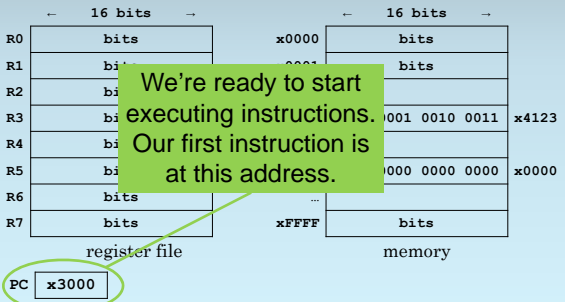 ← 16 bits → ← 16 bits →
R0 bits x0000 bits
R1 bits bits
R2
R3 0001 0010 0011 x4123
R4
R5 0000 0000 0000 x0000
R6 bits …
R7 bits xFFFF bits
We're ready to start
executing instructions.
Our first instruction is
at this address.
register file memory
PC x3000